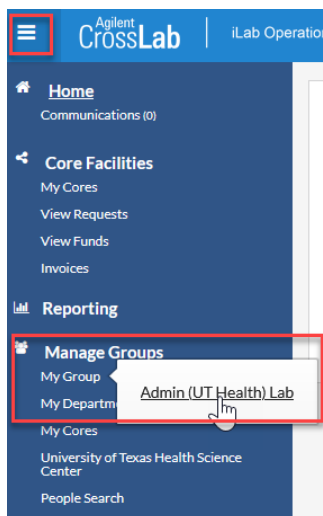 Agilent
CrossLab
iLab Operation
Home
Communications (0)
Core Facilities
My Cores
View Requests
View Funds
Invoices
Reporting
Manage Groups
My Group
Admin (UT Health) Lab
My Departm
My Cores
University of Texas Health Science
Center
People Search